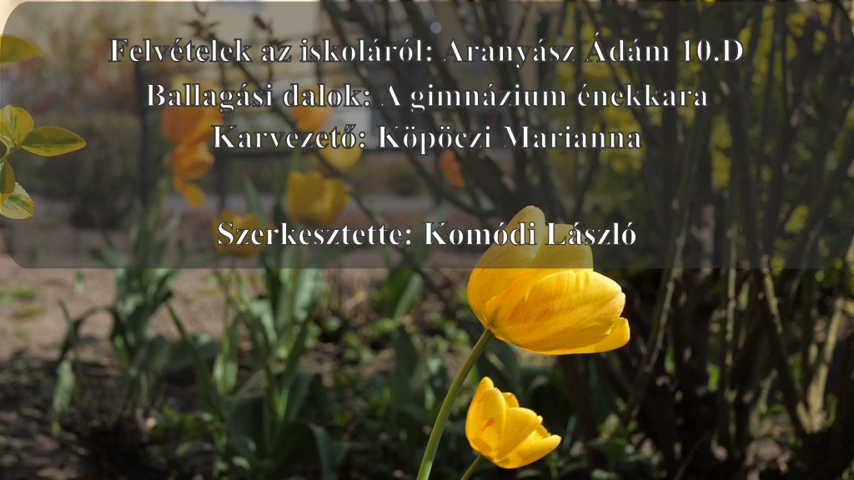 Felvételek az iskoláról: Aranyász Ádám 10.D
Ballagási dalok: A gimnázium énekkara
Karvezető: Köpöczi Marianna
Szerkesztette: Komódi László